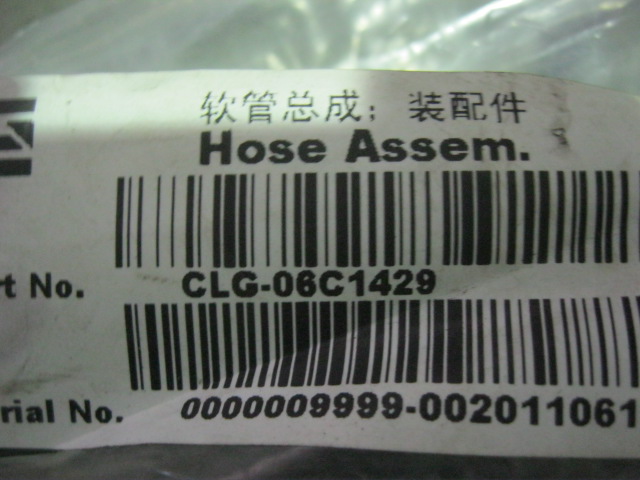 软管总成；装配件
Hose Assem.
rt No. CLG-06C1429
rial No. 0000009999-002011061